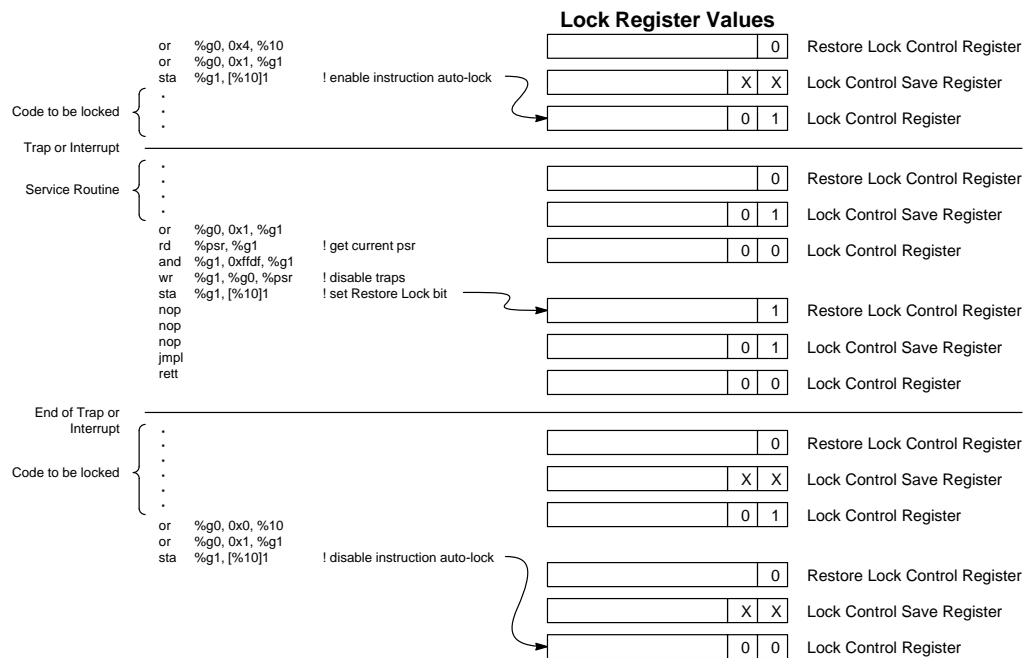 Lock Register Values
or %g0, 0x4, %10 0 Restore Lock Control Register
or %g0, 0x1, %g1
sta %g1, [%10]1 ! enable instruction auto-lock X X Lock Control Save Register
.
Code to be locked .
. 0 1 Lock Control Register
Trap or Interrupt
.
. 0 Restore Lock Control Register
Service Routine .
. 0 1 Lock Control Save Register
or %g0, 0x1, %g1
rd %psr, %g1 ! get current psr 0 0 Lock Control Register
and %g1, 0xffdf, %g1
wr %g1, %g0, %psr ! disable traps
sta %g1, [%10]1 ! set Restore Lock bit
nop 1 Restore Lock Control Register
nop
nop 0 1 Lock Control Save Register
jmpl
rett 0 0 Lock Control Register
End of Trap or
Interrupt .
. 0 Restore Lock Control Register
.
Code to be locked . X X Lock Control Save Register
.
. 0 1 Lock Control Register
or %g0, 0x0, %10
or %g0, 0x1, %g1
sta %g1, [%10]1 ! disable instruction auto-lock
0 Restore Lock Control Register
X X Lock Control Save Register
0 0 Lock Control Register